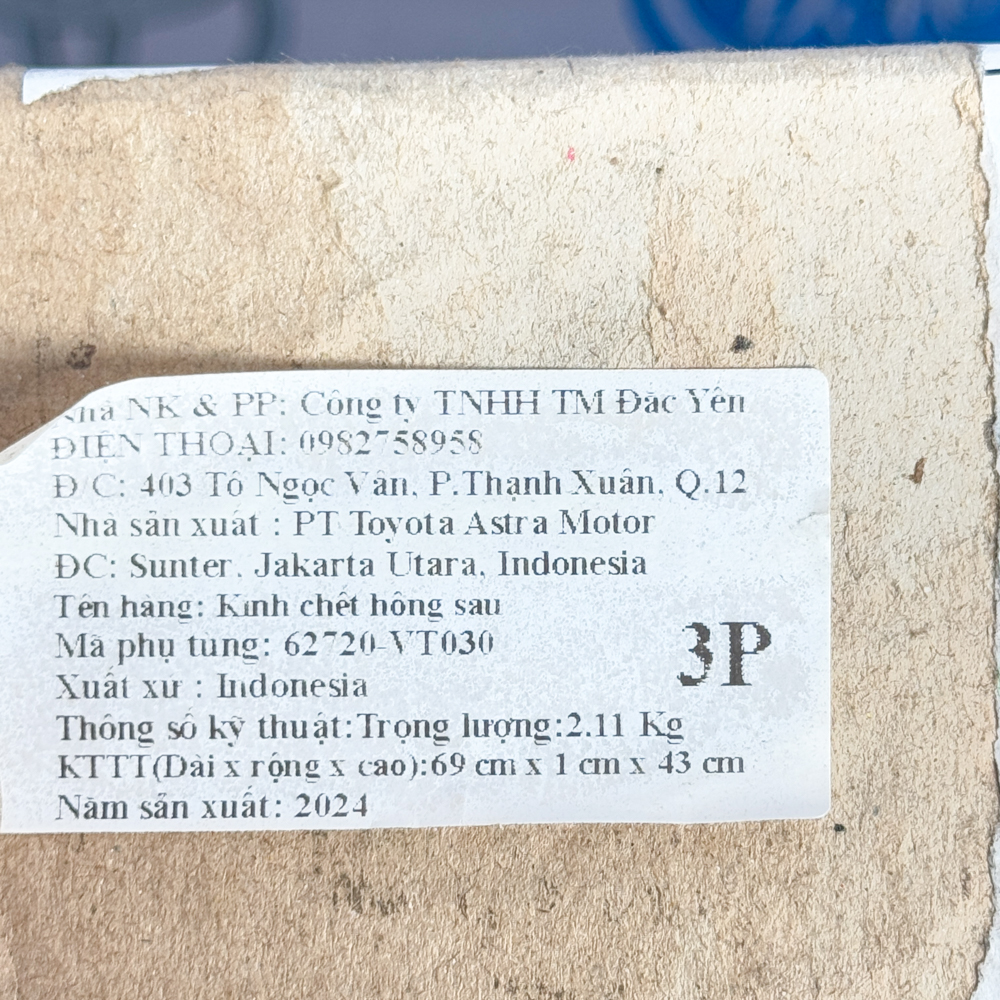 Nhà NK & PP: Công ty TNHH TM Đắc Yên
ĐIỆN THOẠI: 0982758958
Đ/C: 403 Tô Ngọc Vân, P.Thạnh Xuân, Q.12
Nhà sản xuất : PT Toyota Astra Motor
ĐC: Sunter, Jakarta Utara, Indonesia
Tên hàng: Kính chết hông sau
Mã phụ tùng: 62720-VT030
3P
Xuất xứ : Indonesia
Thông số kỹ thuật:Trọng lượng:2.11 Kg
KTTT(Dài x rộng x cao):69 cm x 1 cm x 43 cm
Năm sản xuất: 2024